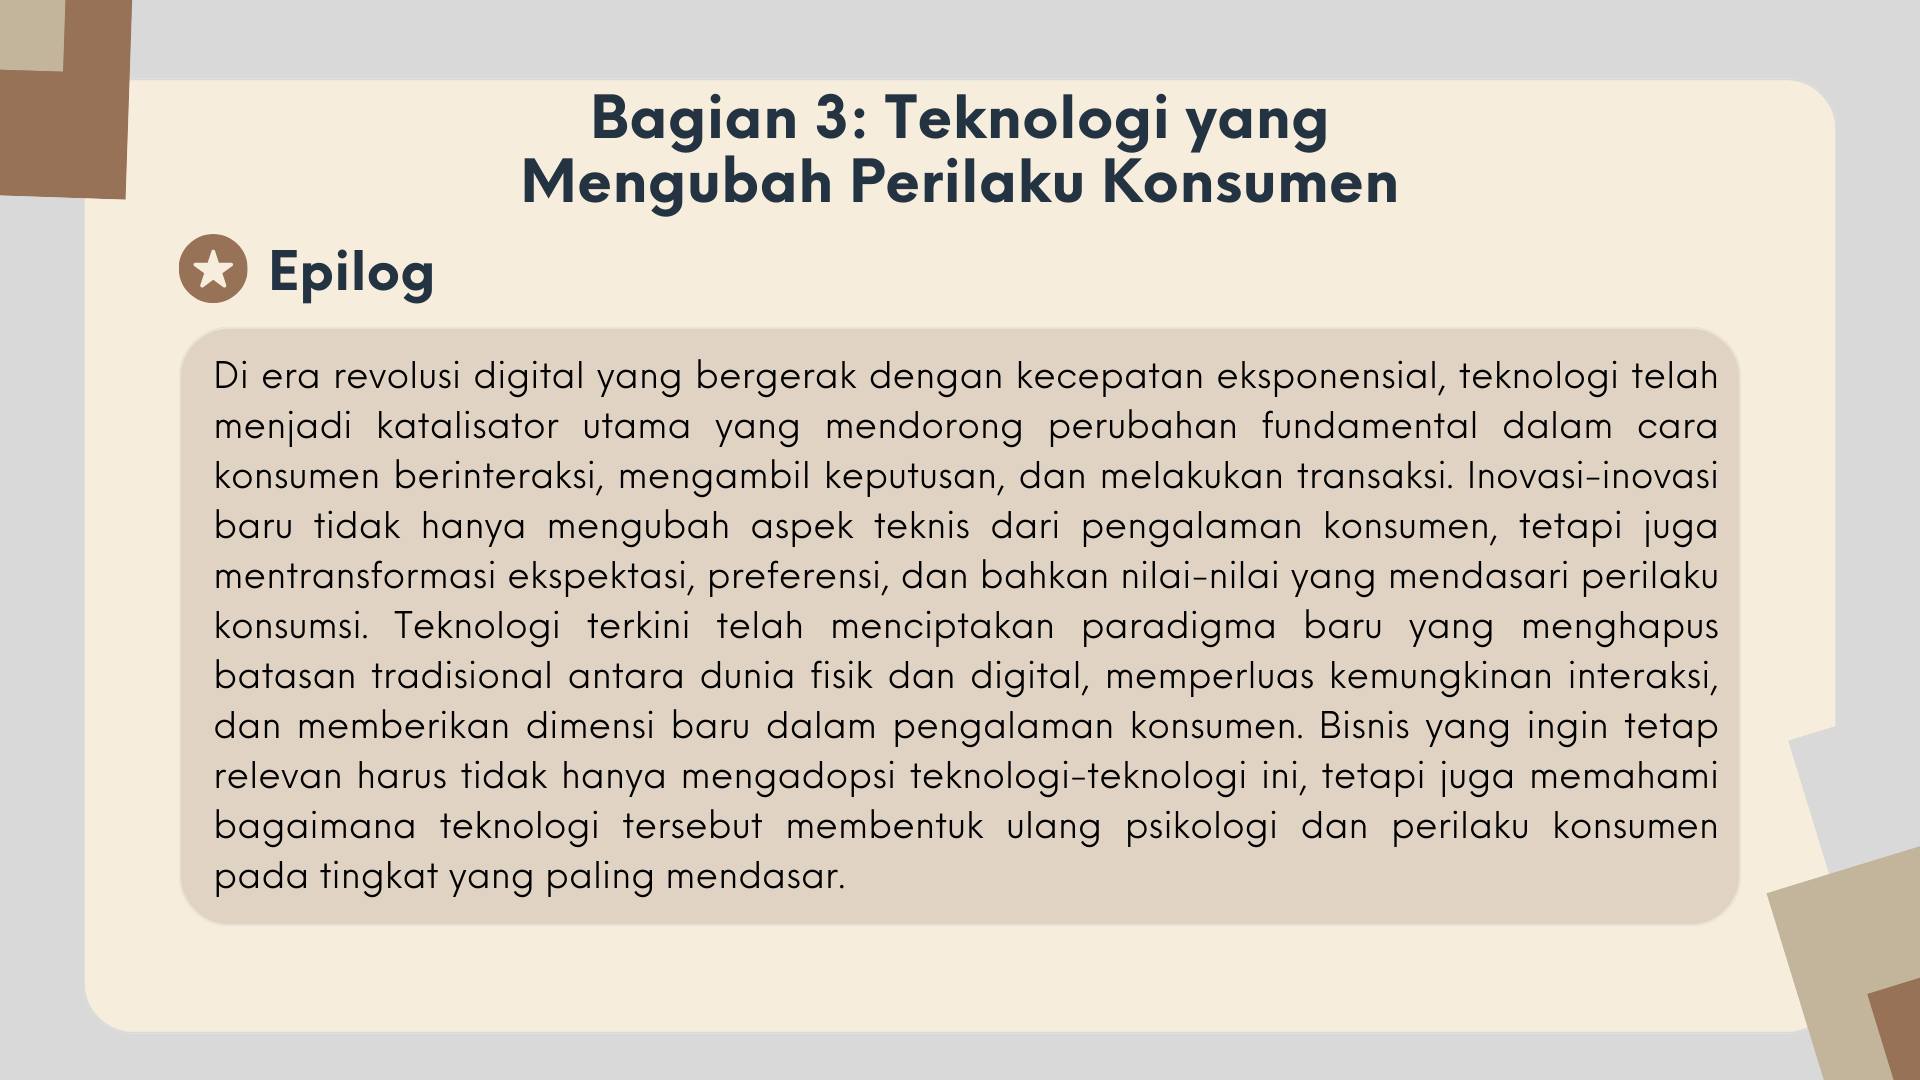 Bagian 3: Teknologi yang
Mengubah Perilaku Konsumen
Epilog
Di era revolusi digital yang bergerak dengan kecepatan eksponensial, teknologi telah
menjadi katalisator utama yang mendorong perubahan fundamental dalam cara
konsumen berinteraksi, mengambil keputusan, dan melakukan transaksi. Inovasi-inovasi
baru tidak hanya mengubah aspek teknis dari pengalaman konsumen, tetapi juga
mentransformasi ekspektasi, preferensi, dan bahkan nilai-nilai yang mendasari perilaku
konsumsi. Teknologi terkini telah menciptakan paradigma baru yang menghapus
batasan tradisional antara dunia fisik dan digital, memperluas kemungkinan interaksi,
dan memberikan dimensi baru dalam pengalaman konsumen. Bisnis yang ingin tetap
relevan harus tidak hanya mengadopsi teknologi-teknologi ini, tetapi juga memahami
bagaimana teknologi tersebut membentuk ulang psikologi dan perilaku konsumen
pada tingkat yang paling mendasar.